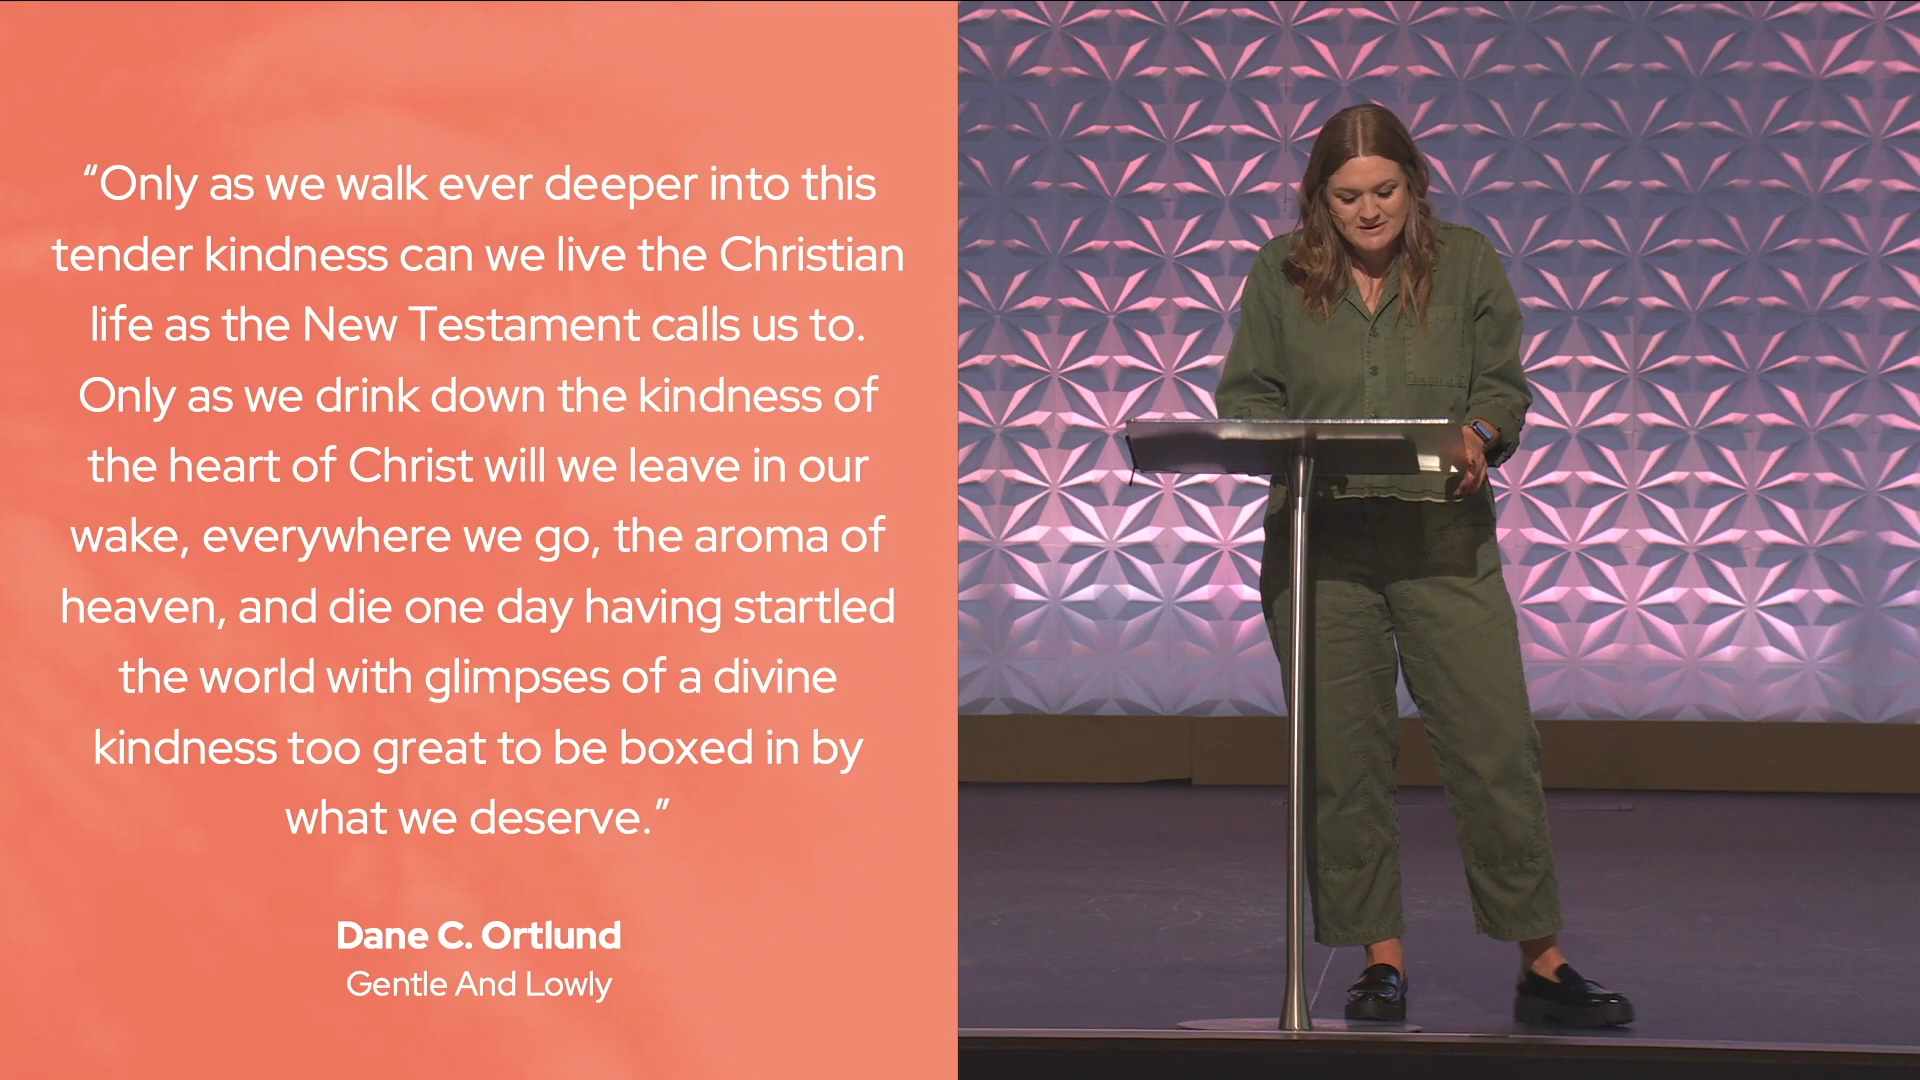 “Only as we walk ever deeper into this
tender kindness can we live the Christian
life as the New Testament calls us to.
Only as we drink down the kindness of
the heart of Christ will we leave in our
wake, everywhere we go, the aroma of
heaven, and die one day having startled
the world with glimpses of a divine
kindness too great to be boxed in by
what we deserve.”
Dane C. Ortlund
Gentle And Lowly